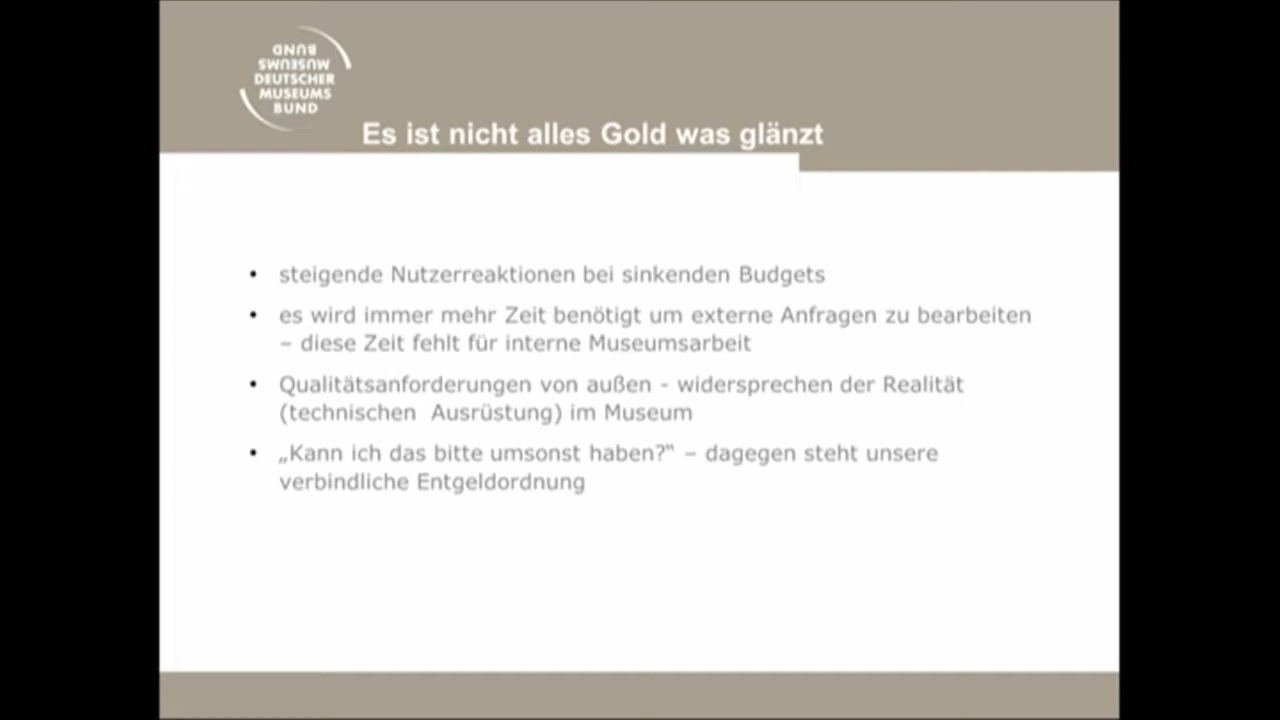 BUND
MUSEUMS
DEUTSCHER
MUSEUMS
BUND
Es ist nicht alles Gold was glänzt
• steigende Nutzerreaktionen bei sinkenden Budgets
• es wird immer mehr Zeit benötigt um externe Anfragen zu bearbeiten
– diese Zeit fehlt für interne Museumsarbeit
• Qualitätsanforderungen von außen - widersprechen der Realität
(technischen Ausrüstung) im Museum
• „Kann ich das bitte umsonst haben?“ – dagegen steht unsere
verbindliche Entgeldordnung